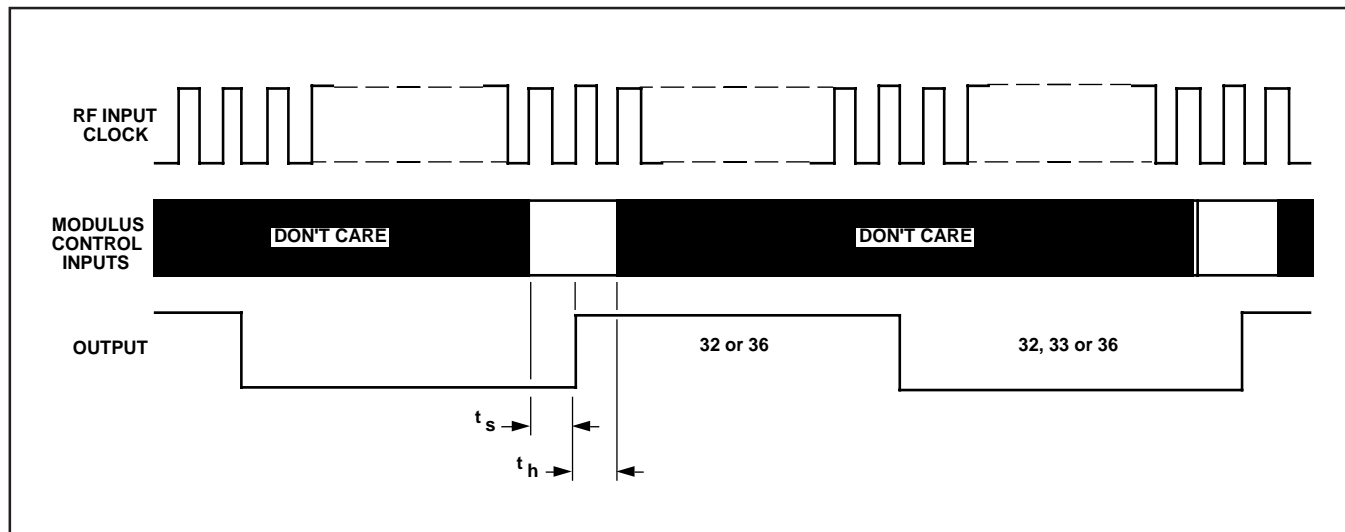 RF INPUT
CLOCK
MODULUS
CONTROL
INPUTS
DON'T CARE
DON'T CARE
OUTPUT
32 or 36
32, 33 or 36
t s
t h